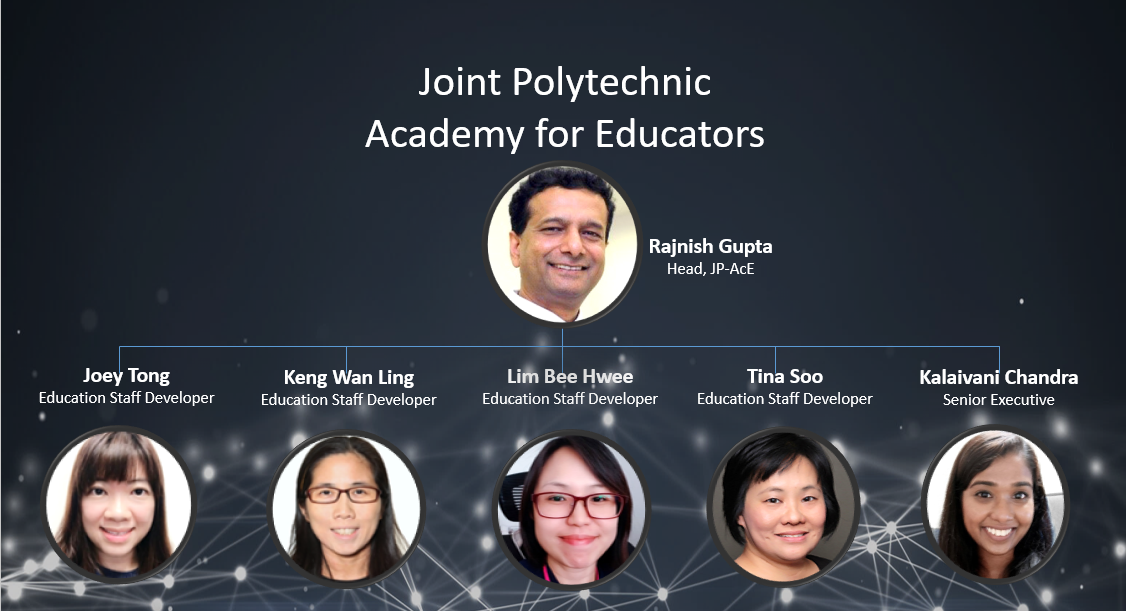 Joint Polytechnic
Academy for Educators
Rajnish Gupta
Head, JP-AcE
Joey Tong
Education Staff Developer
Keng Wan Ling
Education Staff Developer
Lim Bee Hwee
Education Staff Developer
Tina Soo
Education Staff Developer
Kalaivani Chandra
Senior Executive